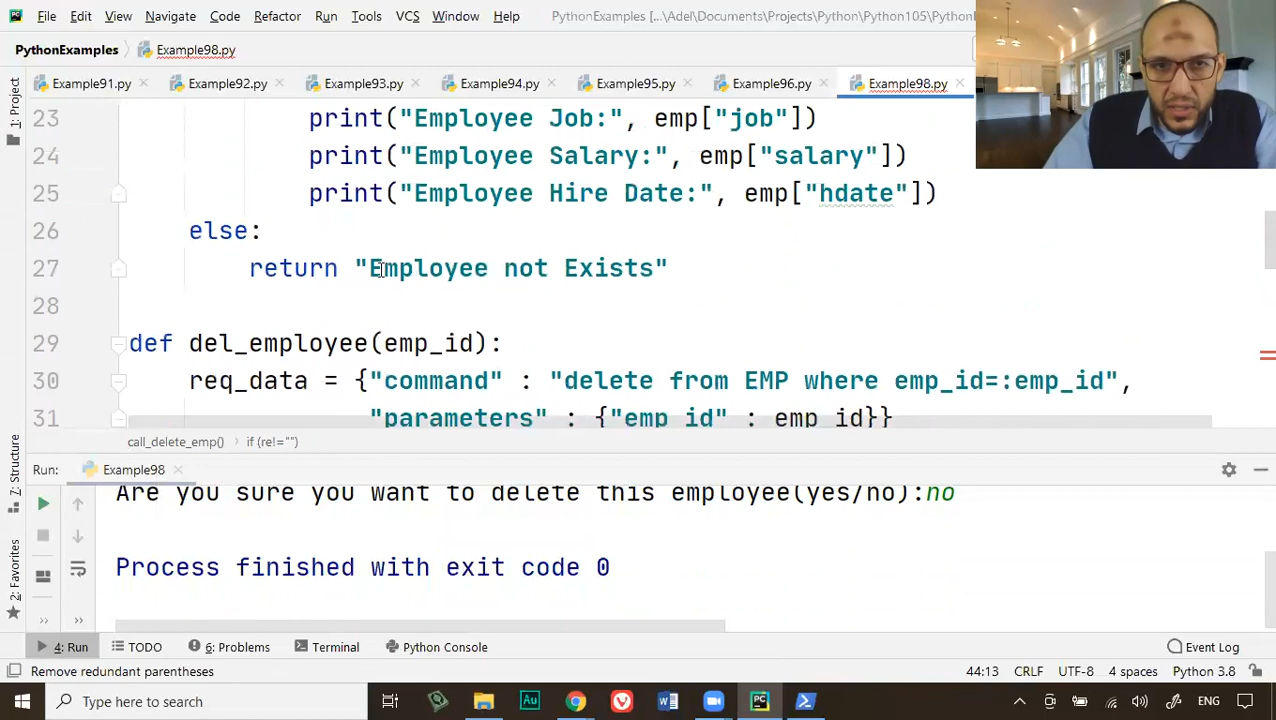 File Edit View Navigate Code Refactor Run Tools VCS Window Help PythonExamples [...\Adel\Documents\Projects\Python\Python105\Python
PythonExamples Example98.py
Example91.py Example92.py Example93.py Example94.py Example95.py Example96.py Example98.py
1: Project
23 print("Employee Job:", emp["job"])
24 print("Employee Salary:", emp["salary"])
25 print("Employee Hire Date:", emp["hdate"])
26 else:
27 return "Employee not Exists"
28
29 def del_employee(emp_id):
30 req_data = {"command" : "delete from EMP where emp_id=:emp_id",
31 "parameters" : {"emp_id" : emp_id}}
call_delete_emp() if (rel!="")
Run: Example98
7: Structure
2: Favorites
Are you sure you want to delete this employee(yes/no):no
Process finished with exit code 0
4: Run TODO 6: Problems Terminal Python Console Event Log
Remove redundant parentheses 44:13 CRLF UTF-8 4 spaces Python 3.8
Type here to search ENG